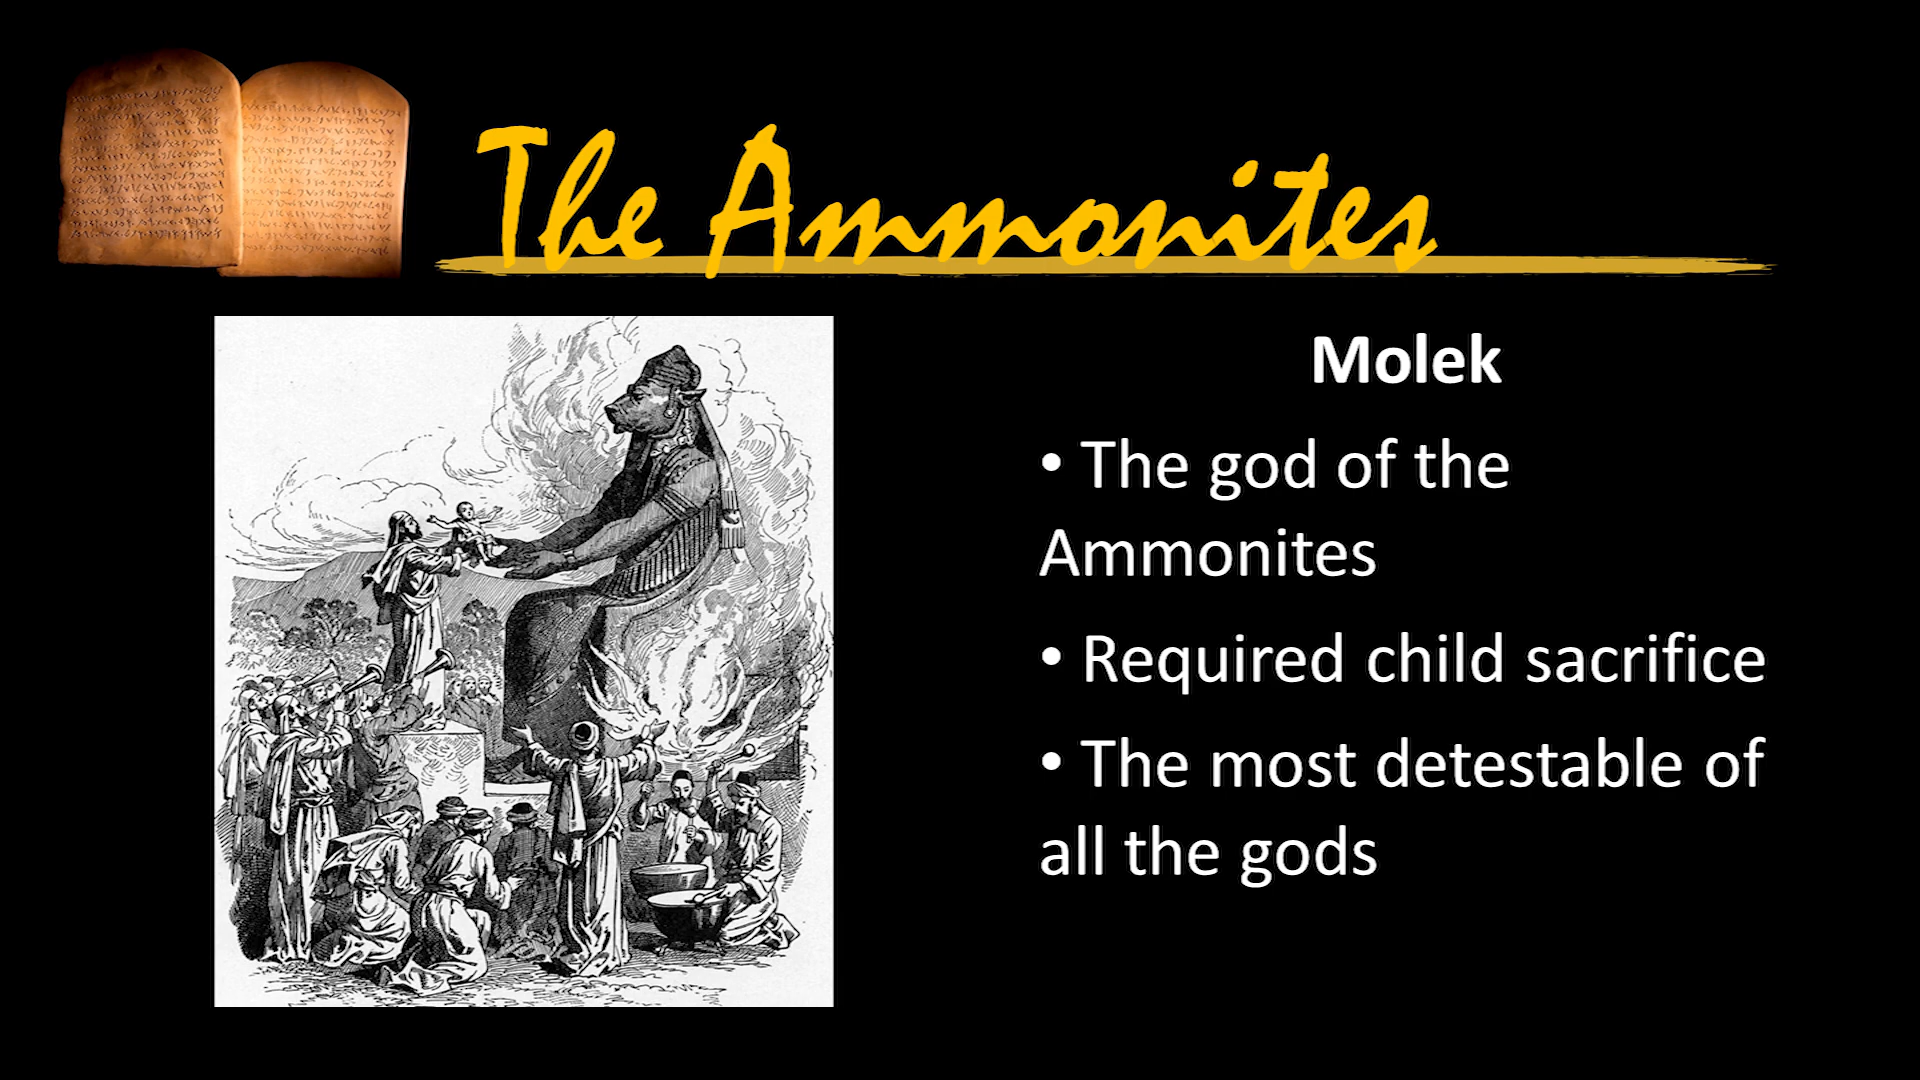 The Ammonites
Molek
• The god of the
Ammonites
• Required child sacrifice
• The most detestable of
all the gods